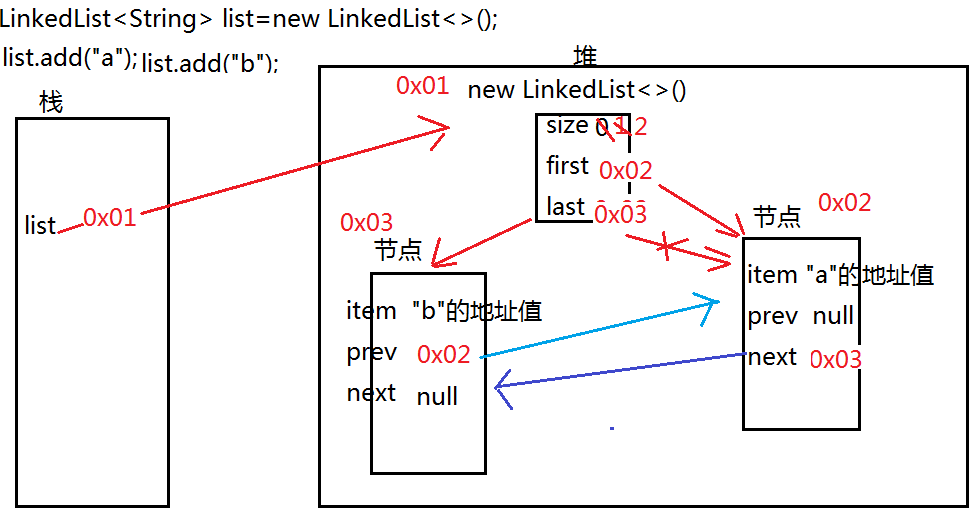 LinkedList<String> list=new LinkedList<>();
list.add("a");list.add("b");
栈
堆
0x01 new LinkedList<>()
size 0 1 2
first 0x02
last 0x03
list 0x01
0x03
节点
item "b"的地址值
prev 0x02
next null
0x02
节点
item "a"的地址值
prev null
next 0x03